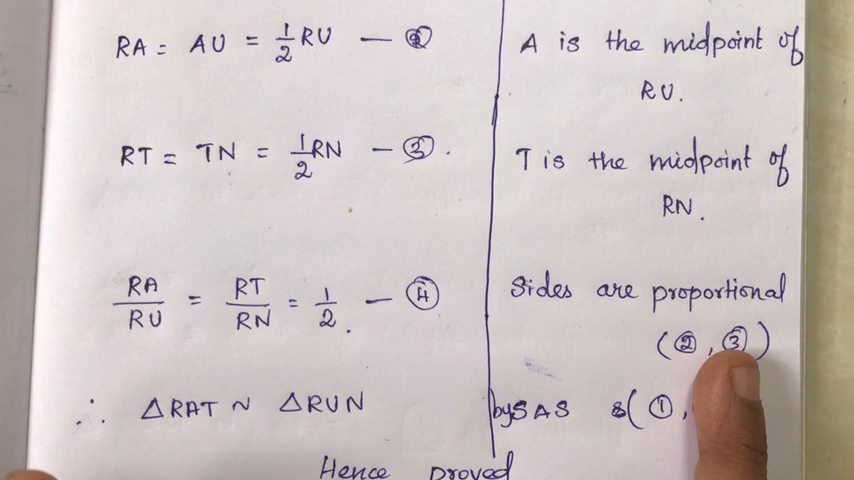 RA = AU = 1/2 RU — ②
A is the midpoint of
RU.
RT = TN = 1/2 RN — ③.
T is the midpoint of
RN.
RA/RU = RT/RN = 1/2. — ④
Sides are proportional
(②, ③)
∴ △RAT ~ △RUN
by SAS (①,
Hence proved